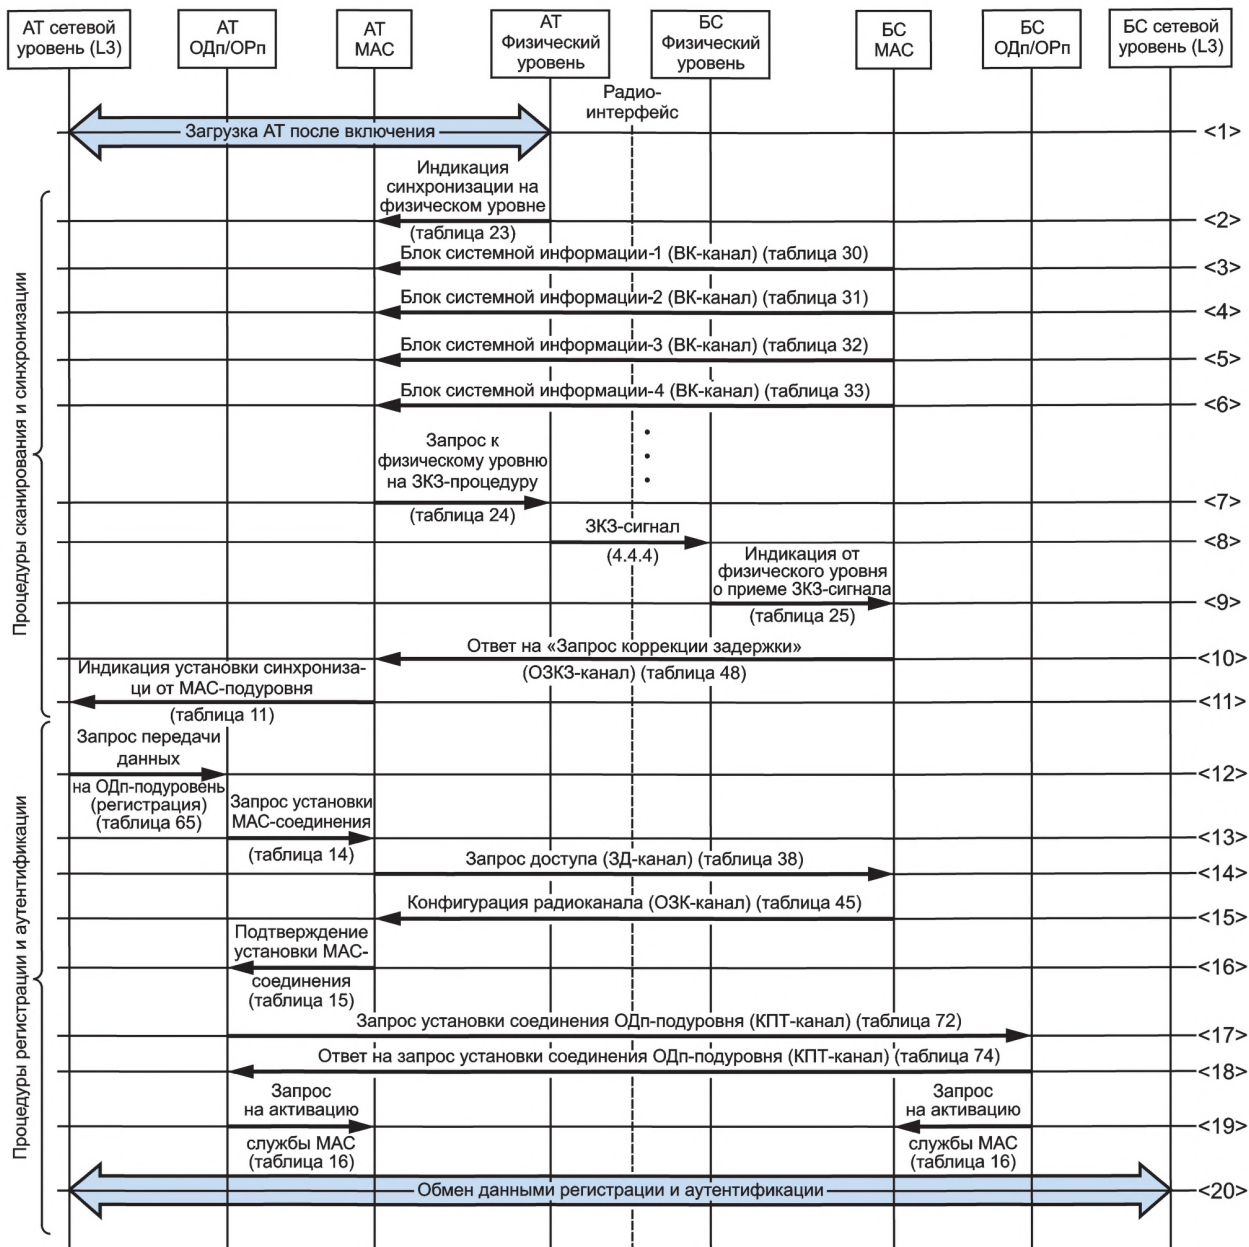 АТ сетевой
уровень (L3)
АТ
ОДп/ОРп
АТ
МАС
АТ
Физический
уровень
БС
Физический
уровень
БС
МАС
БС
ОДп/ОРп
БС сетевой
уровень (L3)
Радио-
интерфейс
Загрузка АТ после включения
<1>
Процедуры сканирования и синхронизации
Индикация
синхронизации на
физическом уровне
<2>
(таблица 23)
Блок системной информации-1 (ВК-канал) (таблица 30)
<3>
Блок системной информации-2 (ВК-канал) (таблица 31)
<4>
Блок системной информации-3 (ВК-канал) (таблица 32)
<5>
Блок системной информации-4 (ВК-канал) (таблица 33)
<6>
Запрос к
физическому уровню
на ЗКЗ-процедуру
<7>
(таблица 24)
ЗКЗ-сигнал
<8>
(4.4.4)
Индикация от
физического уровня
о приеме ЗКЗ-сигнала
<9>
(таблица 25)
Ответ на «Запрос коррекции задержки»
<10>
(ОЗКЗ-канал) (таблица 48)
Индикация установки синхрониза-
ци от МАС-подуровня
<11>
(таблица 11)
Процедуры регистрации и аутентификации
Запрос передачи
данных
<12>
на ОДп-подуровень
(регистрация)
(таблица 65)
Запрос установки
МАС-соединения
<13>
(таблица 14)
Запрос доступа (ЗД-канал) (таблица 38)
<14>
Конфигурация радиоканала (ОЗК-канал) (таблица 45)
<15>
Подтверждение
установки МАС-
<16>
соединения
(таблица 15)
Запрос установки соединения ОДп-подуровня (КПТ-канал) (таблица 72)
<17>
Ответ на запрос установки соединения ОДп-подуровня (КПТ-канал) (таблица 74)
<18>
Запрос
на активацию
службы МАС
(таблица 16)
Запрос
на активацию
<19>
службы МАС
(таблица 16)
Обмен данными регистрации и аутентификации
<20>